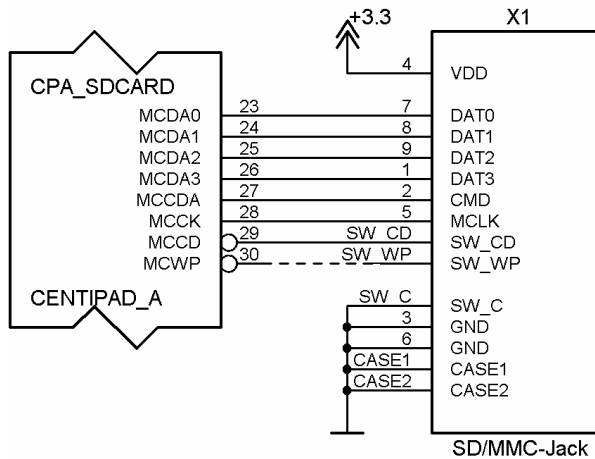 +3.3 X1
CPA_SDCARD
4 VDD
MCDA0 23 7 DAT0
MCDA1 24 8 DAT1
MCDA2 25 9 DAT2
MCDA3 26 1 DAT3
MCCDA 27 2 CMD
MCCK 28 5 MCLK
MCCD 29 SW_CD SW_CD
MCWP 30 SW_WP SW_WP
CENTIPAD_A
SW_C SW_C
3 GND
6 GND
CASE1 CASE1
CASE2 CASE2
SD/MMC-Jack